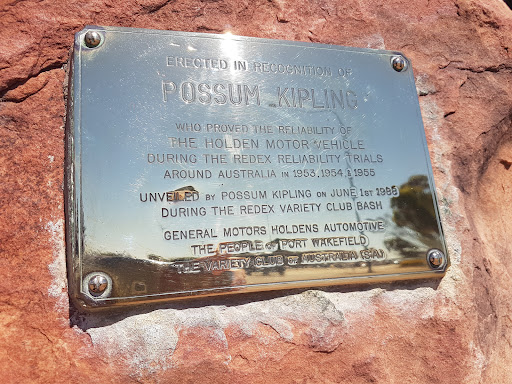 ERECTED IN RECOGNITION OF
POSSUM KIPLING
WHO PROVED THE RELIABILITY OF
THE HOLDEN MOTOR VEHICLE
DURING THE REDEX RELIABILITY TRIALS
AROUND AUSTRALIA IN 1953, 1954, & 1955
UNVEILED BY POSSUM KIPLING ON JUNE 1ST 1985
DURING THE REDEX VARIETY CLUB BASH
GENERAL MOTORS HOLDENS AUTOMOTIVE
THE PEOPLE OF PORT WAKEFIELD
THE VARIETY CLUB OF AUSTRALIA (SA)